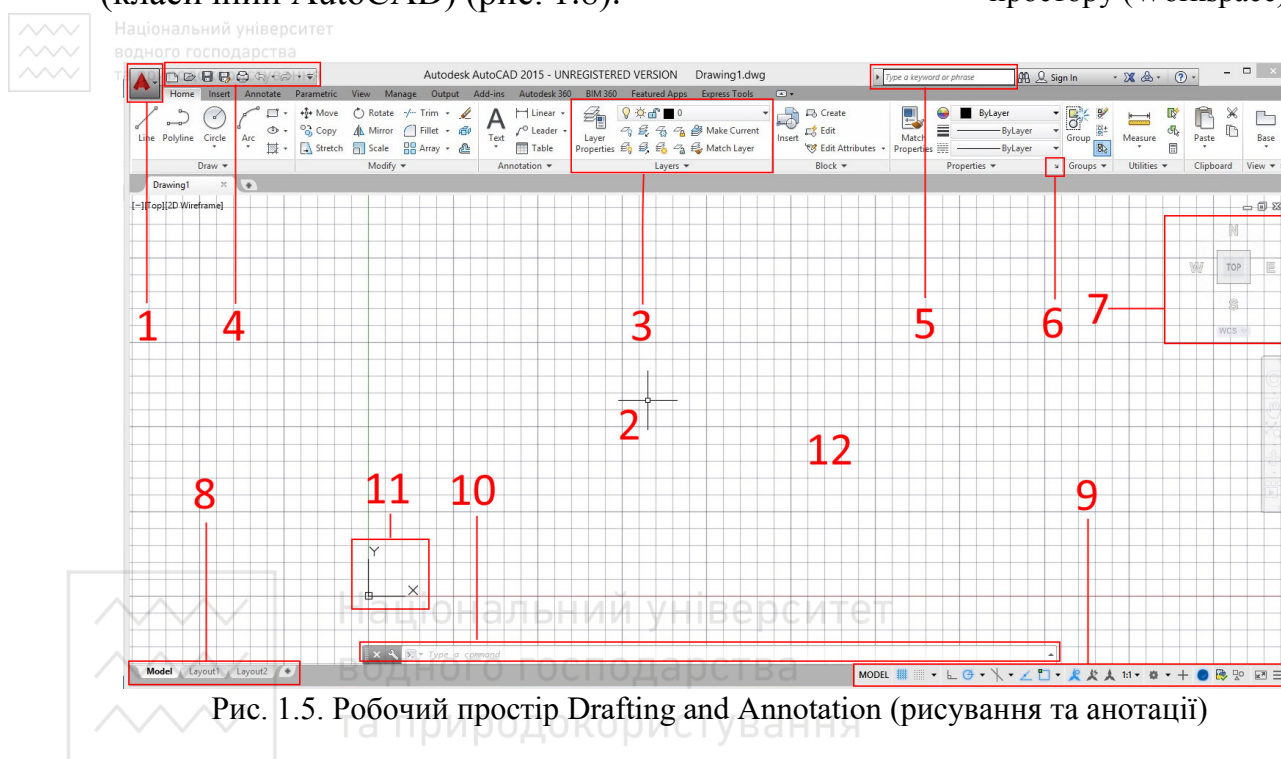 (класичний AutoCAD) (рис. 1.6).
простору (Workspace)
Національний університет
водного господарства
Autodesk AutoCAD 2015 - UNREGISTERED VERSION Drawing1.dwg
Type a keyword or phrase
Sign In
Home Insert Annotate Parametric View Manage Output Add-ins Autodesk 360 BIM 360 Featured Apps Express Tools
Move Rotate Trim Linear 0 Create ByLayer
Copy Mirror Fillet Leader Make Current Edit ByLayer
Line Polyline Circle Arc Text Layer Insert Match Group Measure Paste Base
Stretch Scale Array Table Properties Match Layer Edit Attributes Properties ByLayer
Draw Modify Annotation Layers Block Properties Groups Utilities Clipboard View
Drawing1
[−][Top][2D Wireframe]
N
W TOP E
S
WCS
1 4 3 5 6 7
2
12
8 11 10 9
Y
X
Національний університет
Type a command
водного господарства
Model Layout1 Layout2
MODEL 1:1
Рис. 1.5. Робочий простір Drafting and Annotation (рисування та анотації)
та природокористування